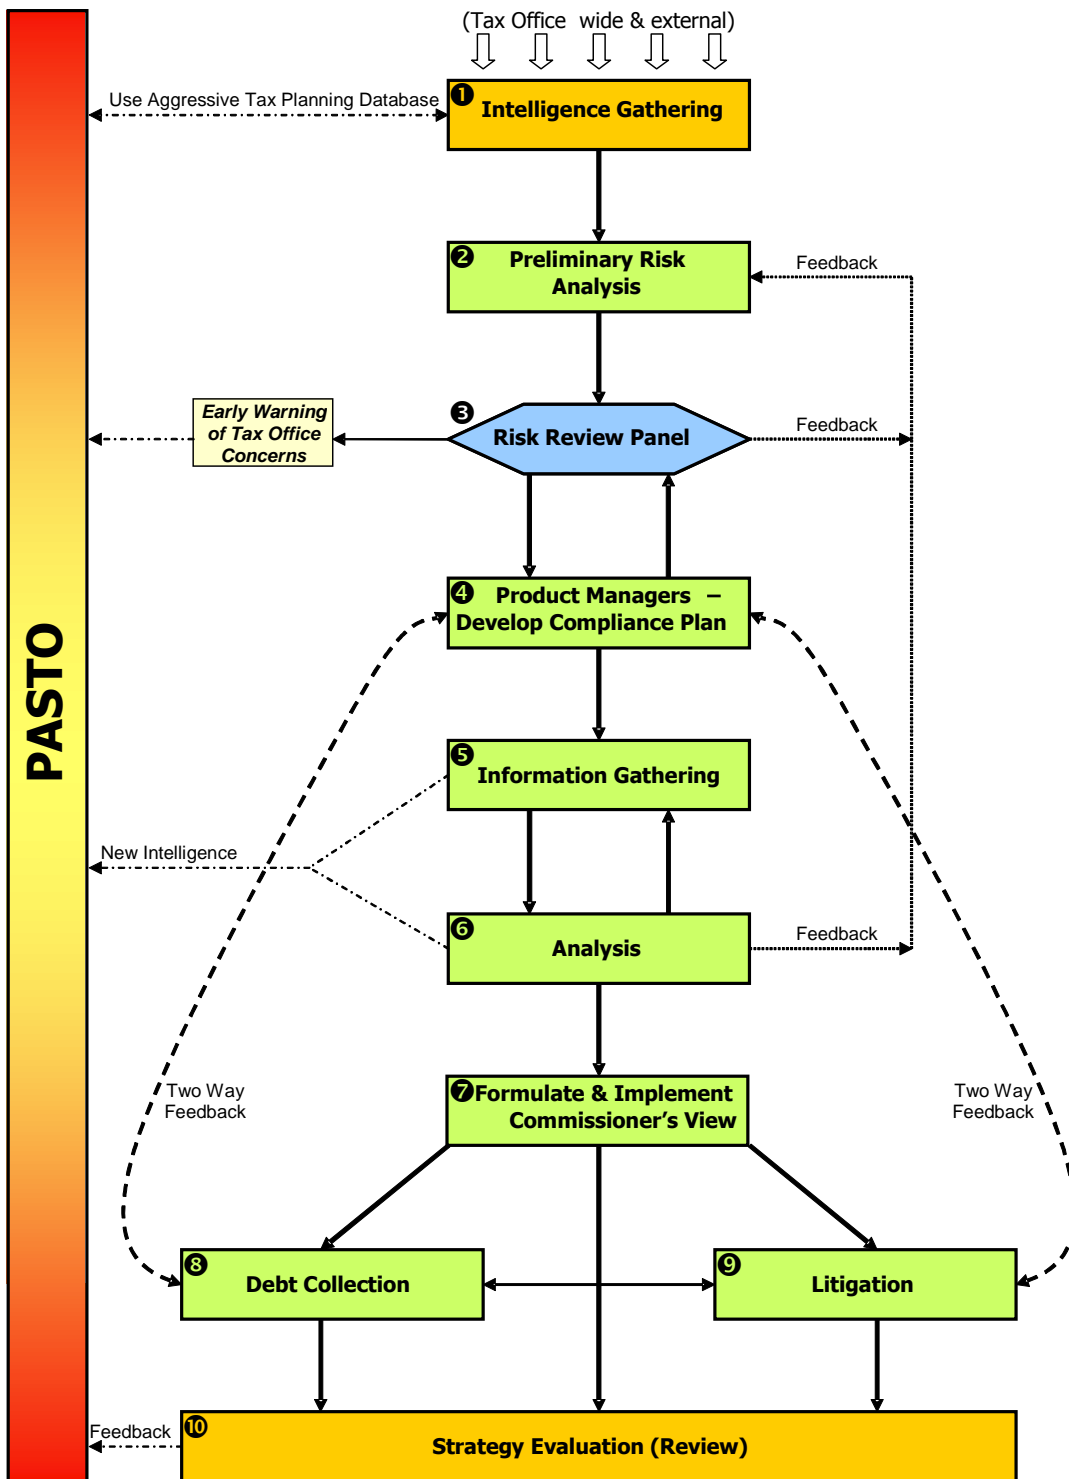 (Tax Office wide & external)
Use Aggressive Tax Planning Database
❶
Intelligence Gathering
❷
Preliminary Risk
Analysis
Feedback
Early Warning
of Tax Office
Concerns
❸
Risk Review Panel
Feedback
❹
Product Managers –
Develop Compliance Plan
PASTO
❺
Information Gathering
New Intelligence
❻
Analysis
Feedback
Two Way
Feedback
❼
Formulate & Implement
Commissioner's View
Two Way
Feedback
❽
Debt Collection
❾
Litigation
Feedback
❿
Strategy Evaluation (Review)